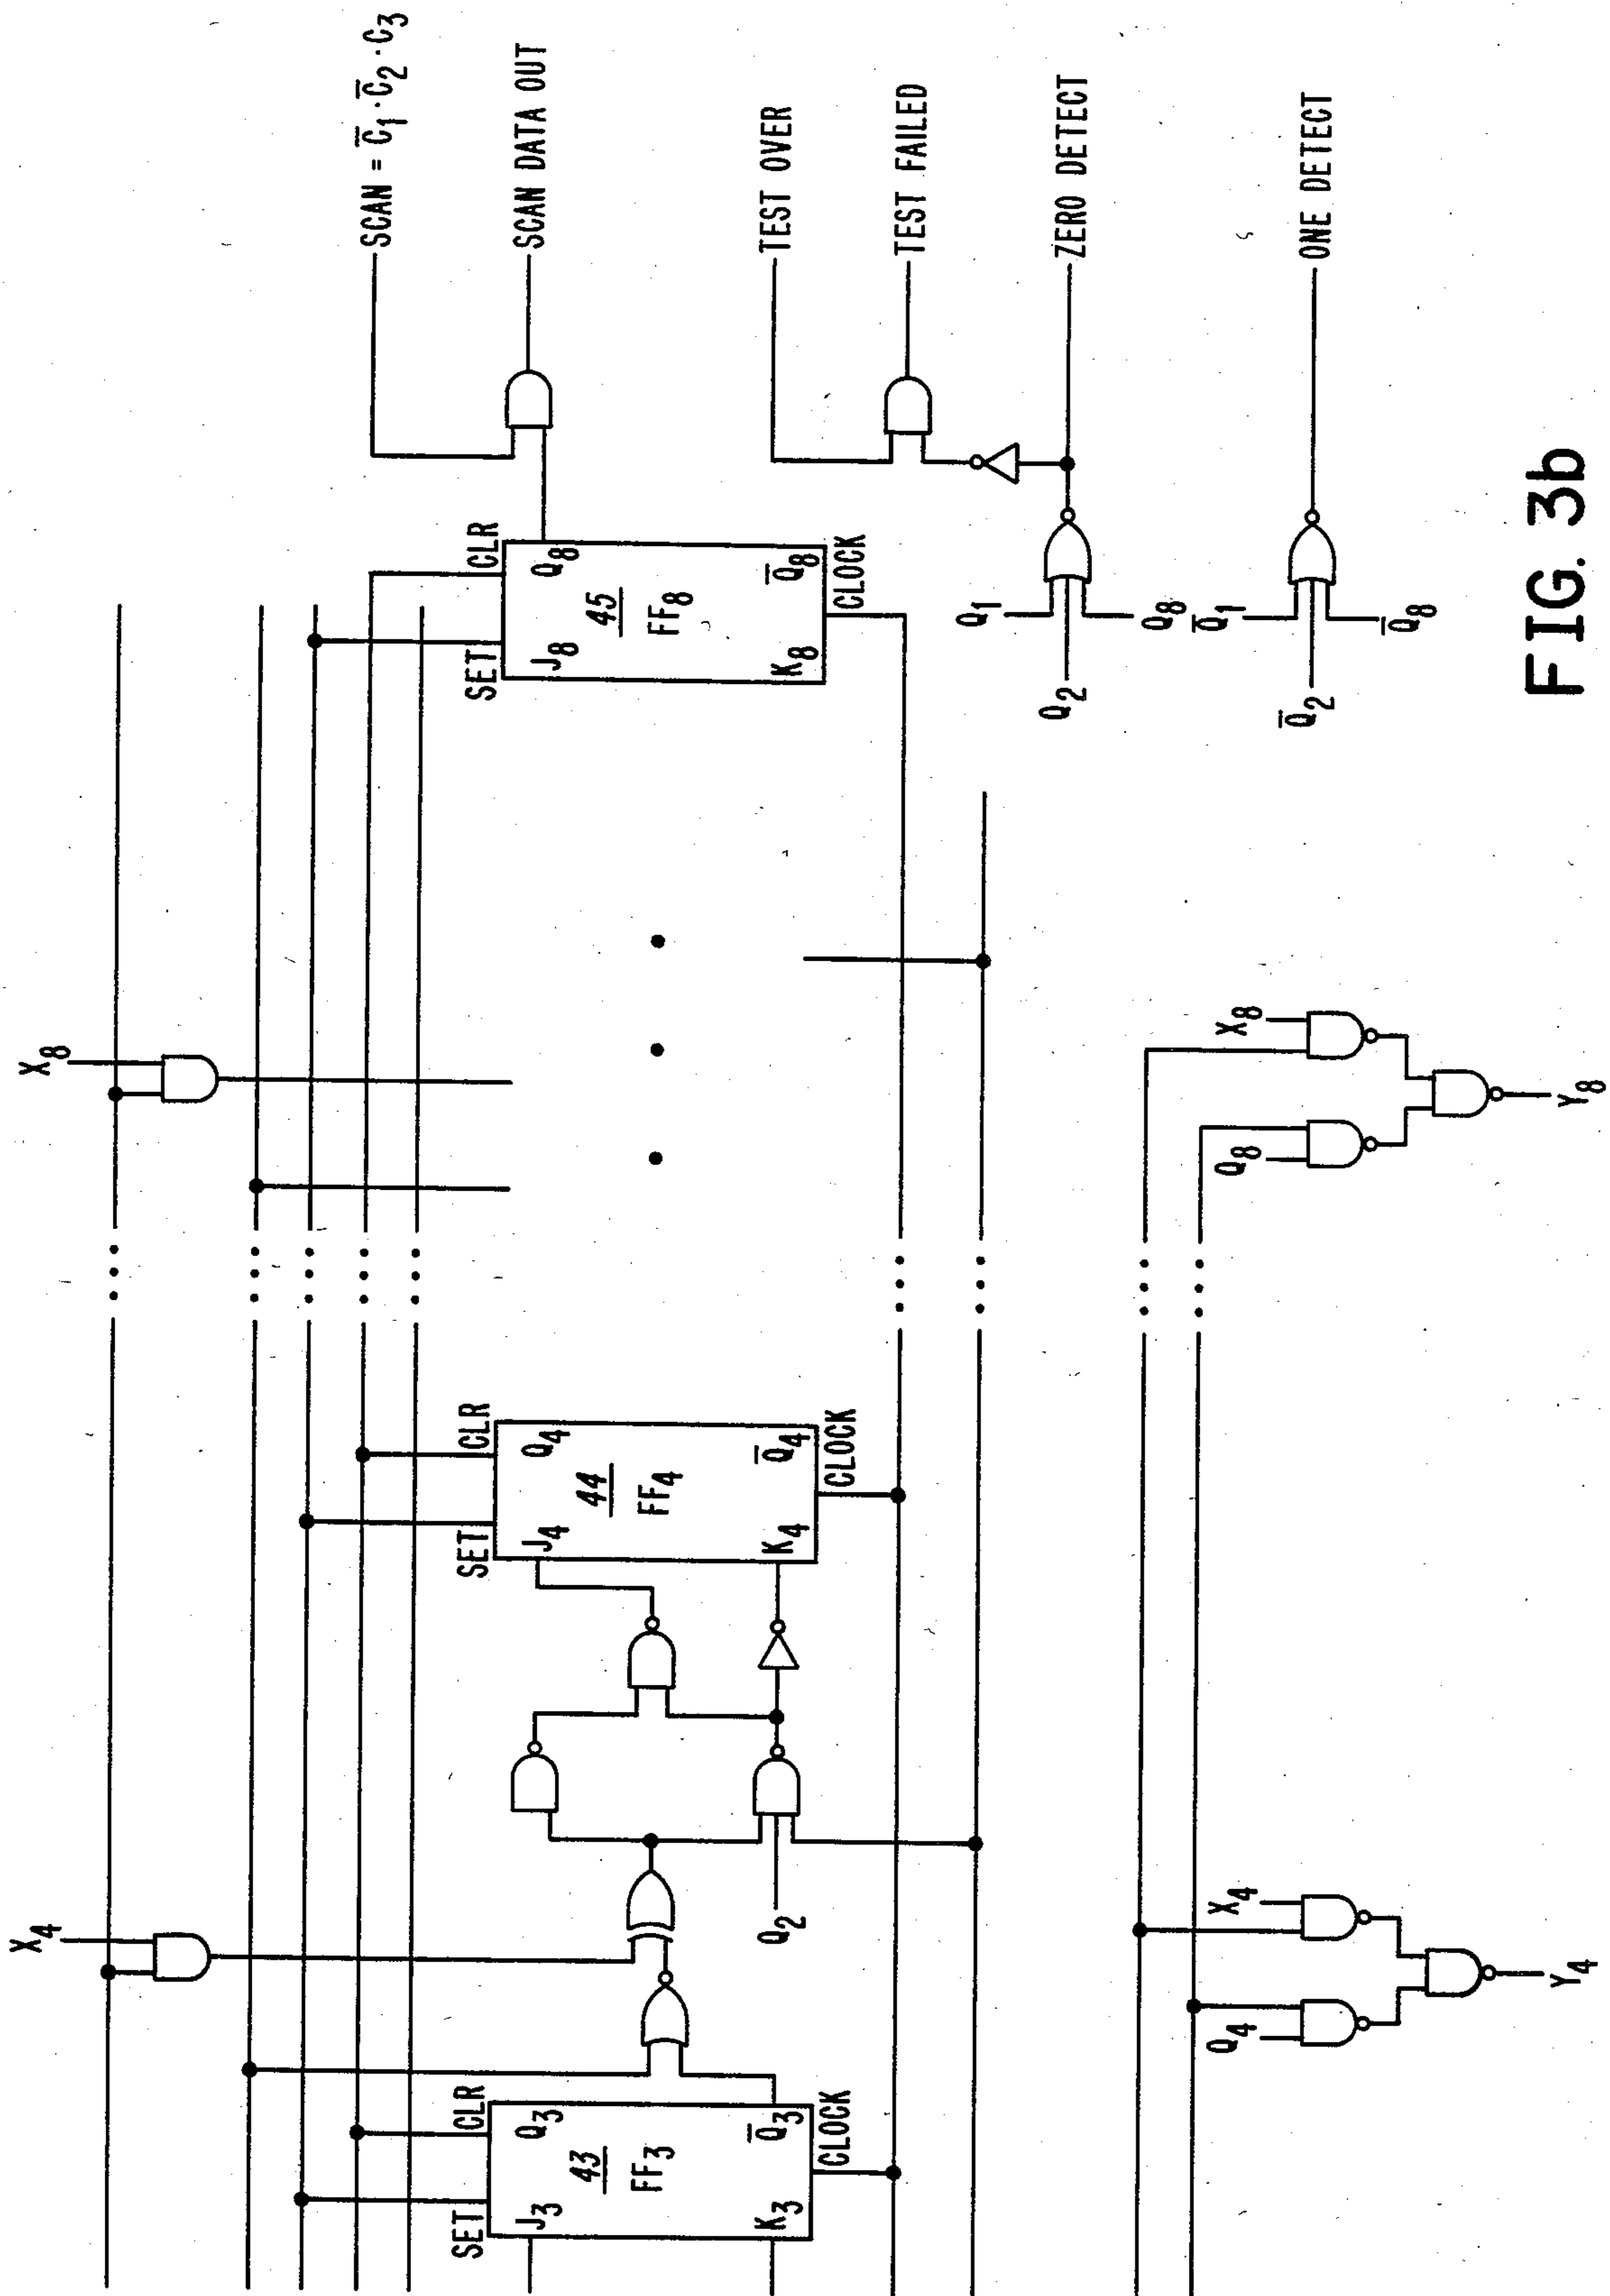 X₄
X₈
SCAN = C̅₁·C̅₂·C₃
SCAN DATA OUT
SET
CLR
J₃
Q₃
43
FF₃
K₃
Q̅₃
CLOCK
Q₂
SET
CLR
J₄
Q₄
44
FF₄
K₄
Q̅₄
CLOCK
SET
CLR
J₈
Q₈
45
FF₈
K₈
Q̅₈
CLOCK
TEST OVER
TEST FAILED
Q₁
Q₂
Q₈
ZERO DETECT
Q̅₁
Q̅₂
Q̅₈
ONE DETECT
Q₄
X₄
Y₄
Q₈
X₈
Y₈
FIG. 3b